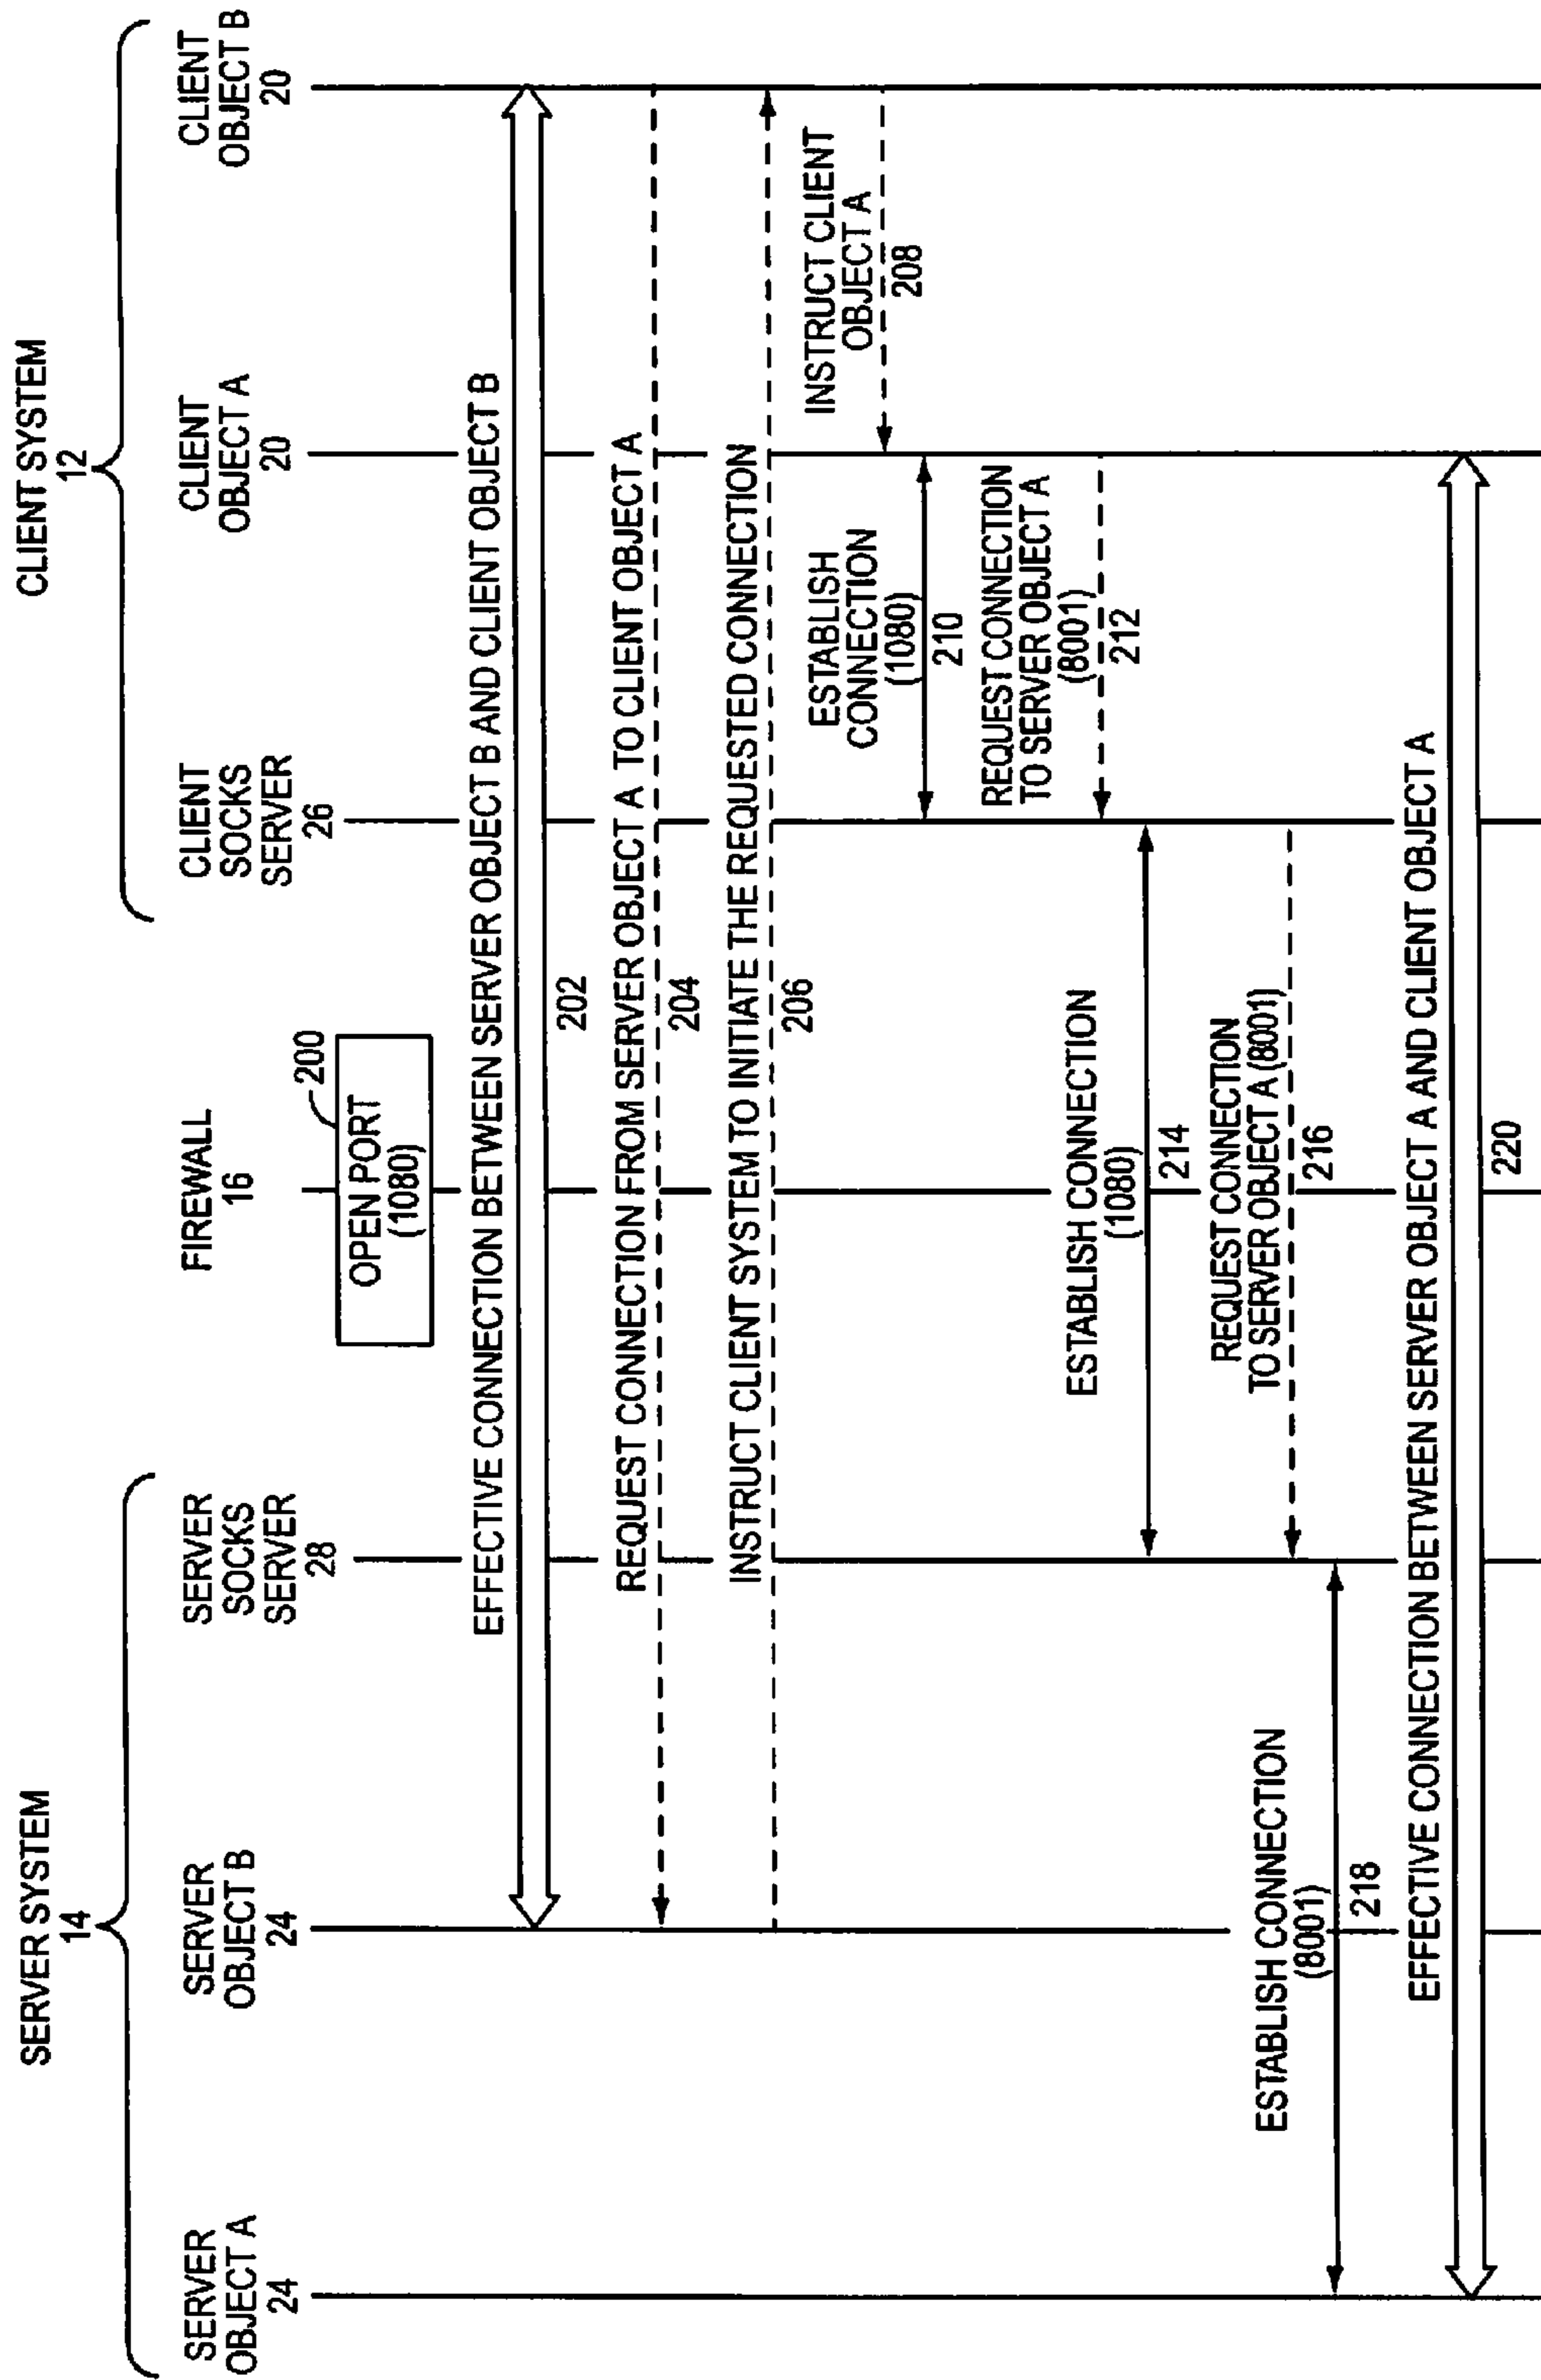 SERVER SYSTEM
14
CLIENT SYSTEM
12
SERVER
OBJECT A
24
SERVER
OBJECT B
24
SERVER
SOCKS
SERVER
28
FIREWALL
16
CLIENT
SOCKS
SERVER
26
CLIENT
OBJECT A
20
CLIENT
OBJECT B
20
OPEN PORT
(1080)
200
EFFECTIVE CONNECTION BETWEEN SERVER OBJECT B AND CLIENT OBJECT B
202
REQUEST CONNECTION FROM SERVER OBJECT A TO CLIENT OBJECT A
204
INSTRUCT CLIENT SYSTEM TO INITIATE THE REQUESTED CONNECTION
206
INSTRUCT CLIENT
OBJECT A
208
ESTABLISH
CONNECTION
(1080)
210
REQUEST CONNECTION
TO SERVER OBJECT A
(8001)
212
ESTABLISH CONNECTION
(1080)
214
REQUEST CONNECTION
TO SERVER OBJECT A (8001)
216
ESTABLISH CONNECTION
(8001)
218
EFFECTIVE CONNECTION BETWEEN SERVER OBJECT A AND CLIENT OBJECT A
220